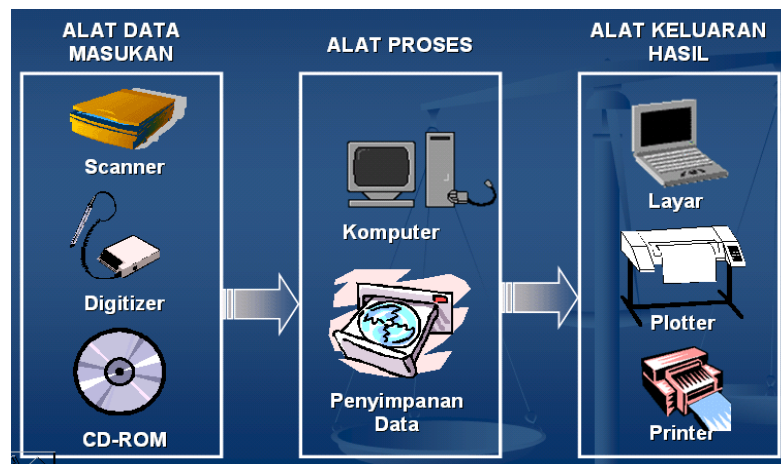 ALAT DATA
MASUKAN
Scanner
Digitizer
CD-ROM
ALAT PROSES
Komputer
Penyimpanan
Data
ALAT KELUARAN
HASIL
Layar
Plotter
Printer